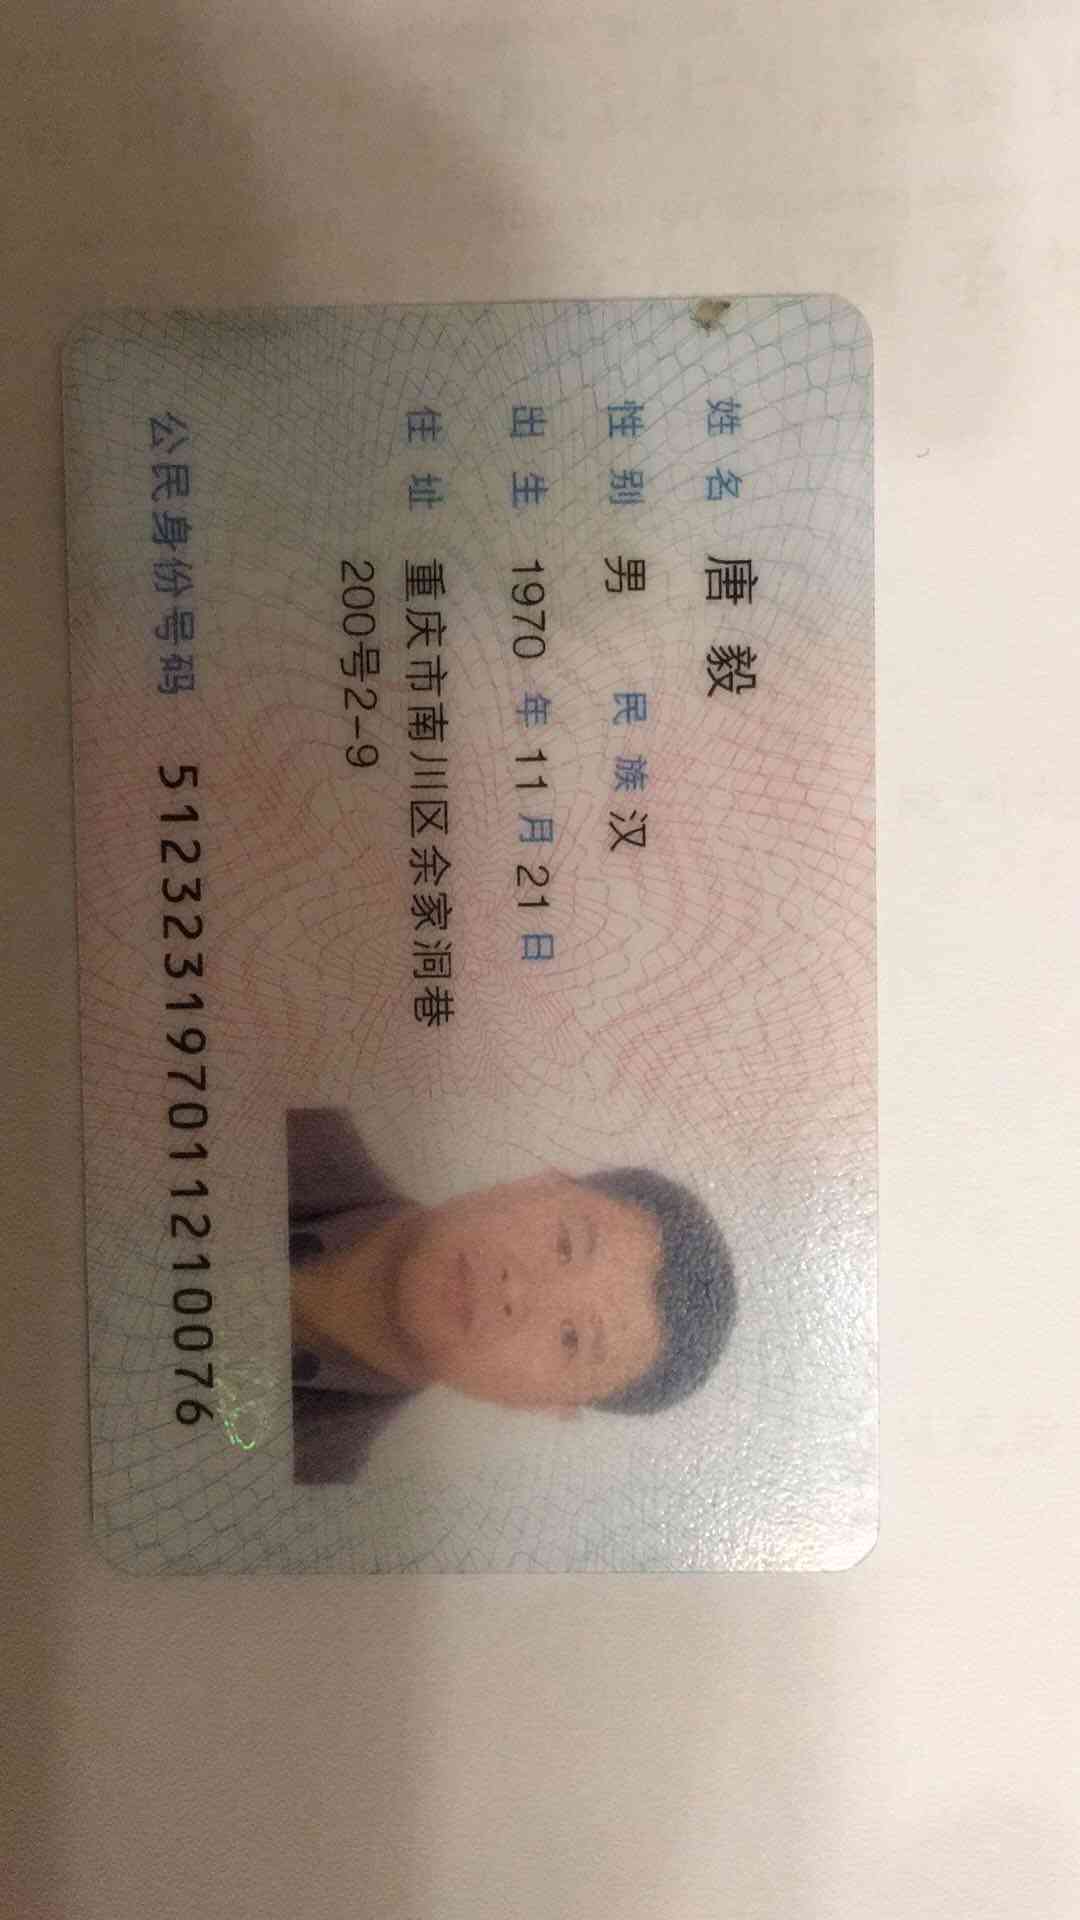 姓名 唐毅
性别 男 民族 汉
出生 1970 年 11 月 21 日
住址 重庆市南川区余家洞巷
200号2-9
公民身份号码 512323197011210076